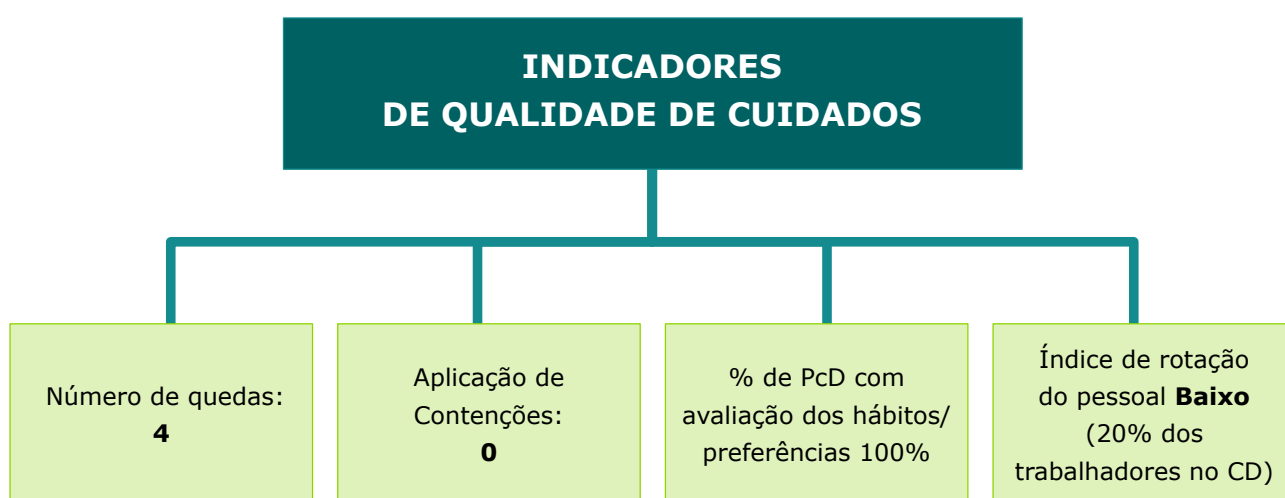 INDICADORES
DE QUALIDADE DE CUIDADOS
Número de quedas:
4
Aplicação de
Contenções:
0
% de PcD com
avaliação dos hábitos/
preferências 100%
Índice de rotação
do pessoal Baixo
(20% dos
trabalhadores no CD)